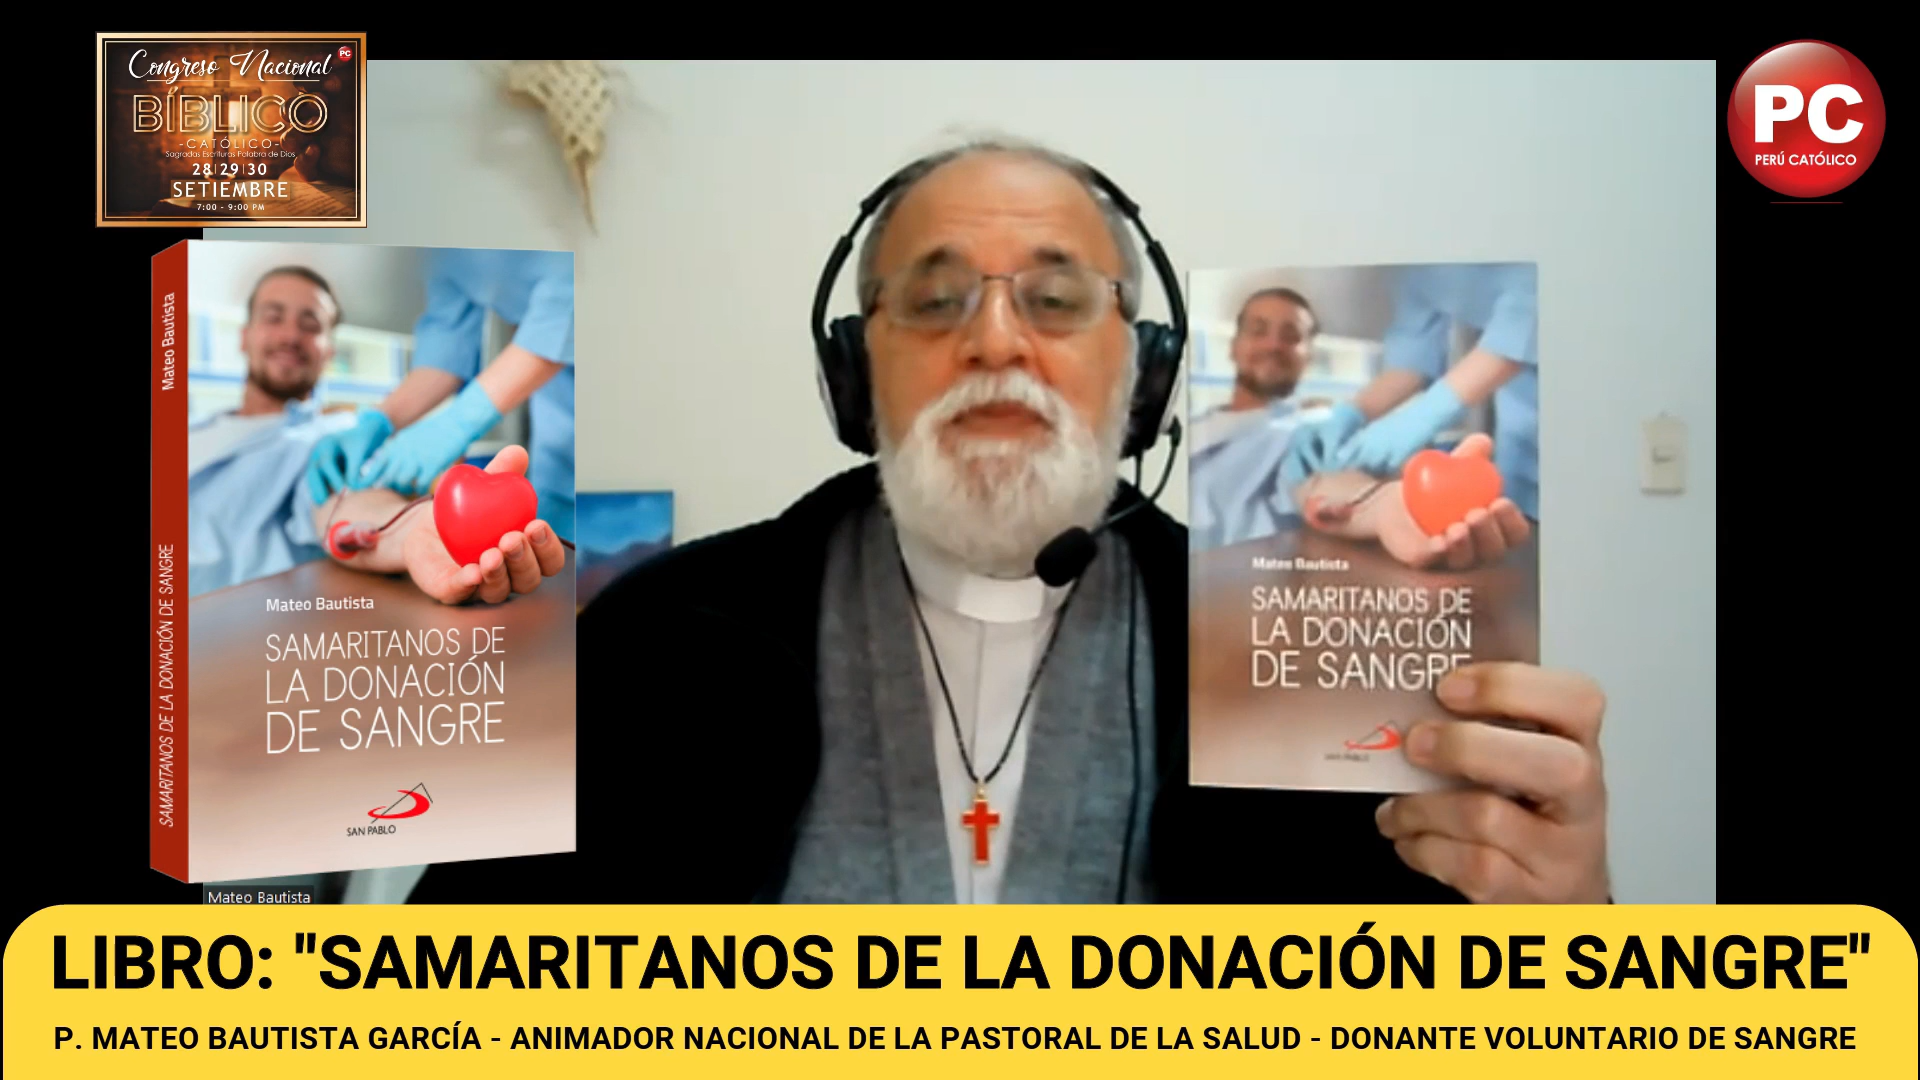 Congreso Nacional
PC
BÍBLICO
-CATÓLICO-
Sagradas Escrituras Palabra de Dios
28|29|30
SETIEMBRE
7:00 - 9:00 PM
PC
PERÚ CATÓLICO
Mateo Bautista
SAMARITANOS DE LA DONACIÓN DE SANGRE
Mateo Bautista
SAMARITANOS DE
LA DONACIÓN
DE SANGRE
SAN PABLO
Mateo Bautista
SAMARITANOS DE
LA DONACIÓN
DE SANGRE
SAN PABLO
Mateo Bautista
LIBRO: "SAMARITANOS DE LA DONACIÓN DE SANGRE"
P. MATEO BAUTISTA GARCÍA - ANIMADOR NACIONAL DE LA PASTORAL DE LA SALUD - DONANTE VOLUNTARIO DE SANGRE